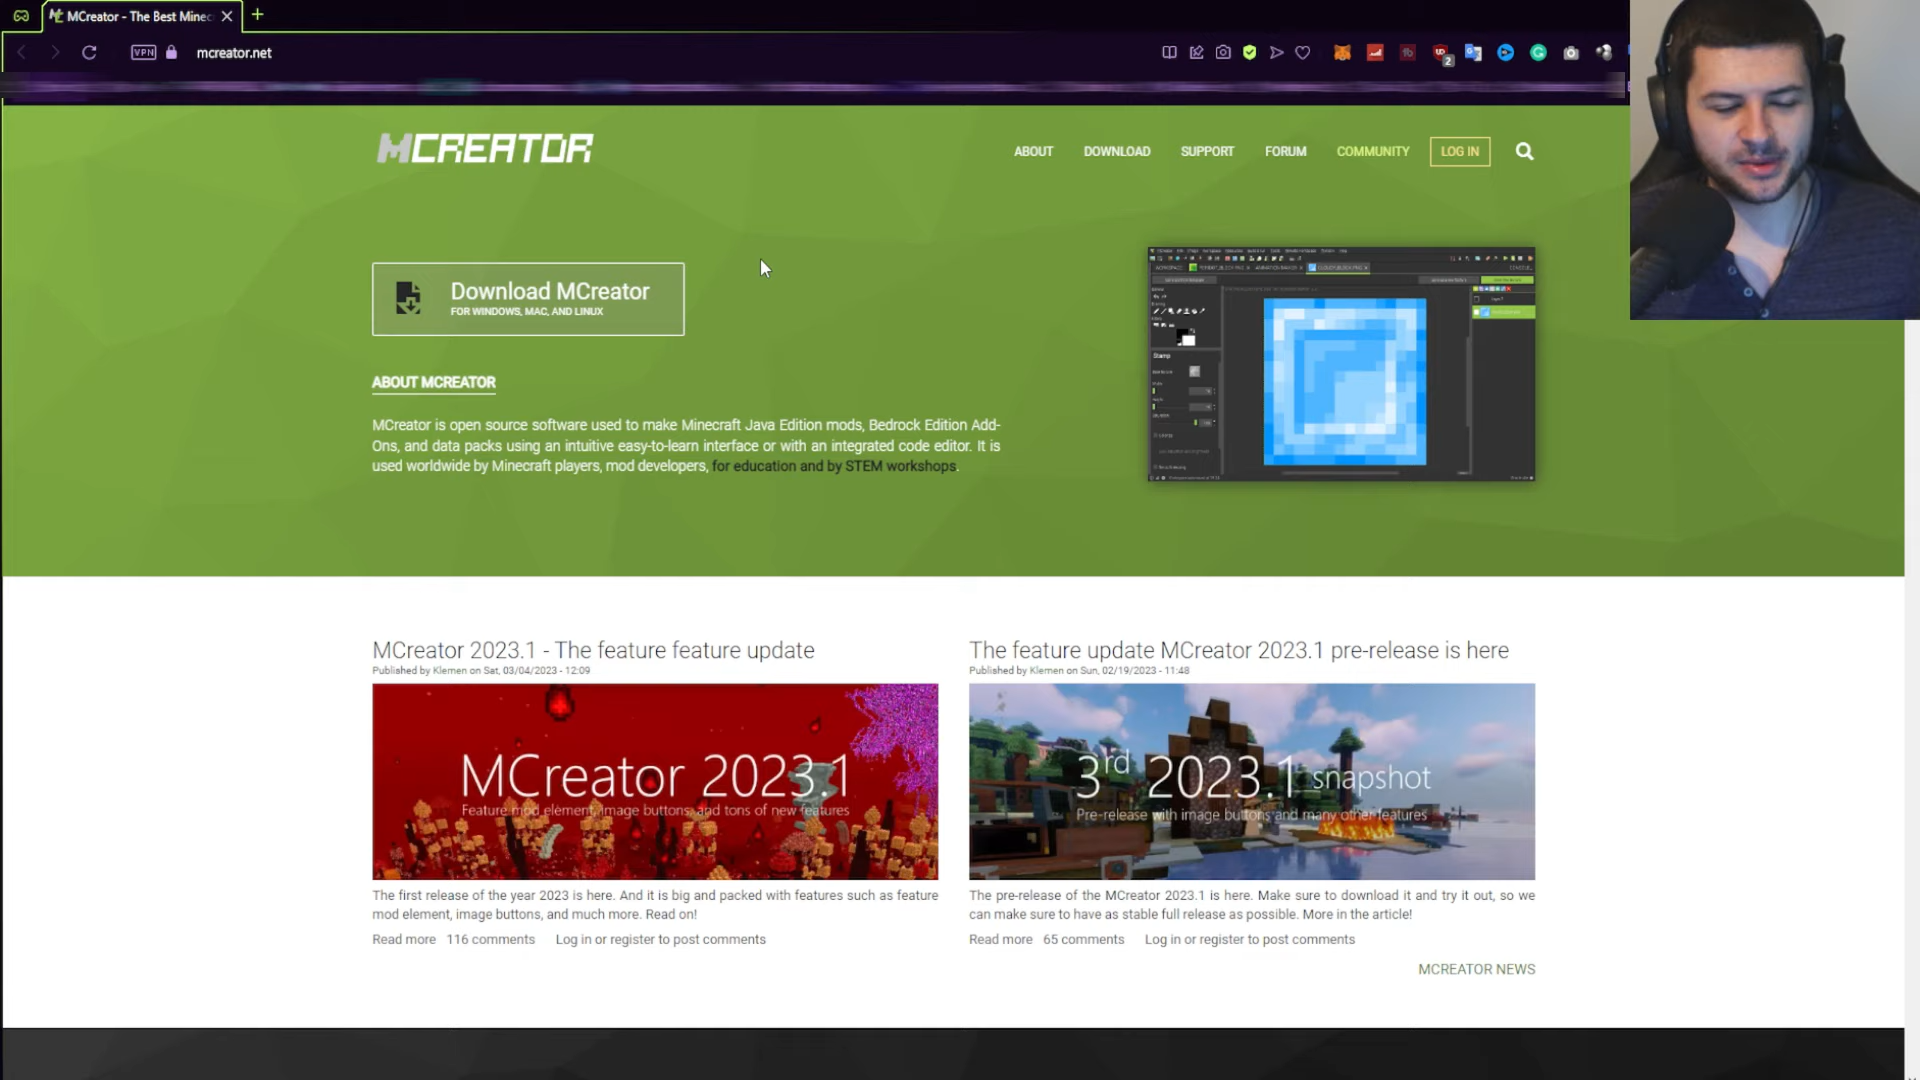 MCreator - The Best Minec
VPN
mcreator.net
2
MCREATOR
ABOUT
DOWNLOAD
SUPPORT
FORUM
COMMUNITY
LOG IN
Download MCreator
FOR WINDOWS, MAC, AND LINUX
ABOUT MCREATOR
MCreator is open source software used to make Minecraft Java Edition mods, Bedrock Edition Add-
Ons, and data packs using an intuitive easy-to-learn interface or with an integrated code editor. It is
used worldwide by Minecraft players, mod developers, for education and by STEM workshops.
Stamp
MCreator 2023.1 - The feature feature update
Published by Klemen on Sat, 03/04/2023 - 12:09
MCreator 2023.1
Feature mod element, image buttons, and tons of new features
The first release of the year 2023 is here. And it is big and packed with features such as feature
mod element, image buttons, and much more. Read on!
Read more 116 comments Log in or register to post comments
The feature update MCreator 2023.1 pre-release is here
Published by Klemen on Sun, 02/19/2023 - 11:48
3rd 2023.1 snapshot
Pre-release with image buttons and many other features
The pre-release of the MCreator 2023.1 is here. Make sure to download it and try it out, so we
can make sure to have as stable full release as possible. More in the article!
Read more 65 comments Log in or register to post comments
MCREATOR NEWS